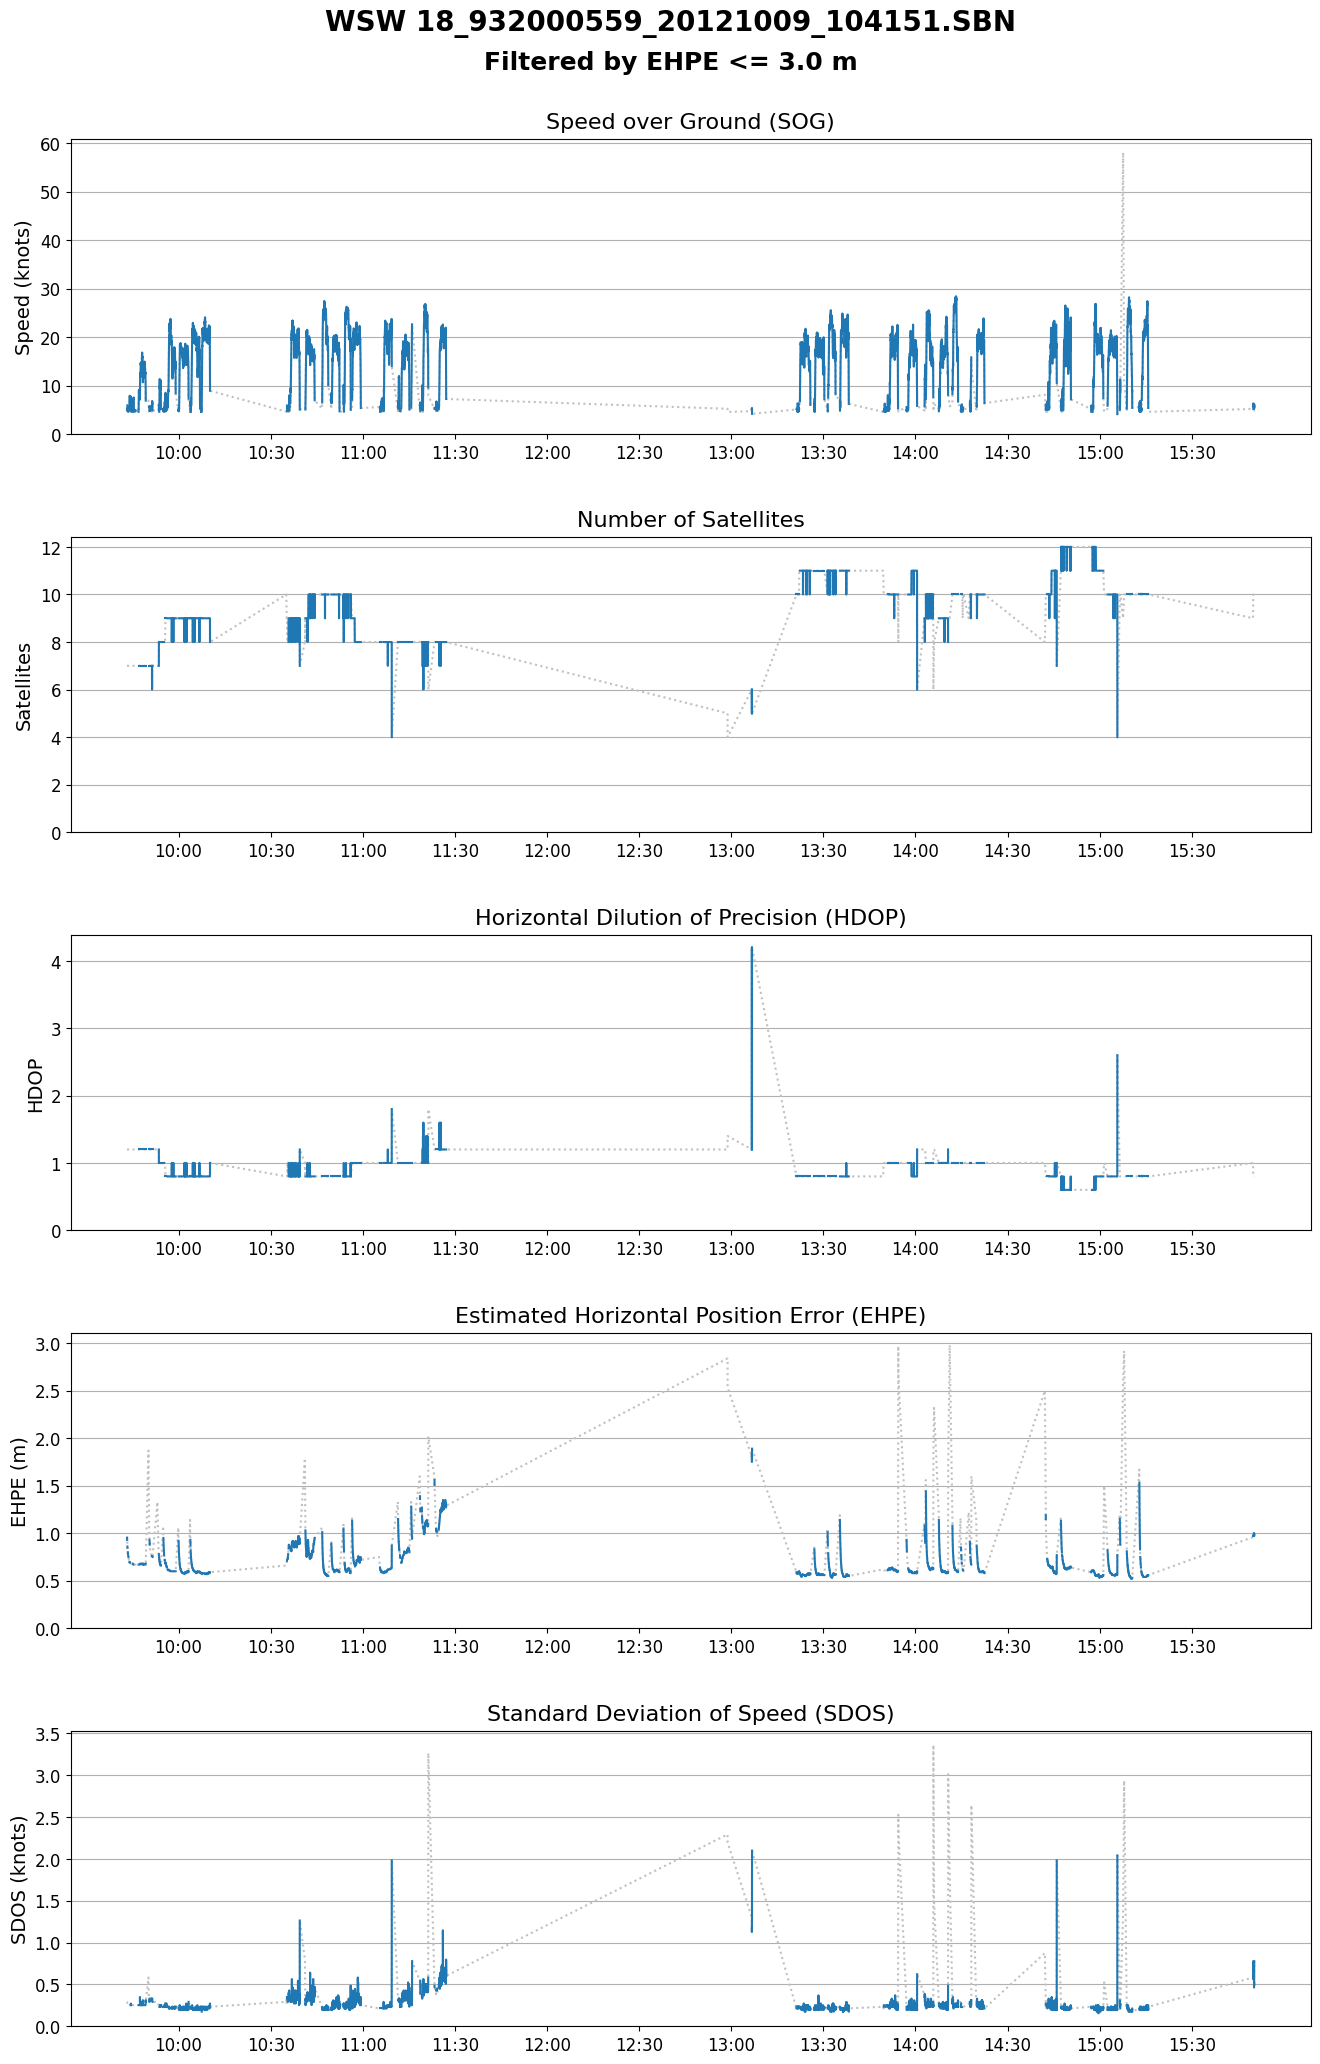 WSW 18_932000559_20121009_104151.SBN
Filtered by EHPE <= 3.0 m
Speed over Ground (SOG)
Speed (knots)
60
50
40
30
20
10
0
10:00 10:30 11:00 11:30 12:00 12:30 13:00 13:30 14:00 14:30 15:00 15:30
Number of Satellites
Satellites
12
10
8
6
4
2
0
10:00 10:30 11:00 11:30 12:00 12:30 13:00 13:30 14:00 14:30 15:00 15:30
Horizontal Dilution of Precision (HDOP)
HDOP
4
3
2
1
0
10:00 10:30 11:00 11:30 12:00 12:30 13:00 13:30 14:00 14:30 15:00 15:30
Estimated Horizontal Position Error (EHPE)
EHPE (m)
3.0
2.5
2.0
1.5
1.0
0.5
0.0
10:00 10:30 11:00 11:30 12:00 12:30 13:00 13:30 14:00 14:30 15:00 15:30
Standard Deviation of Speed (SDOS)
SDOS (knots)
3.5
3.0
2.5
2.0
1.5
1.0
0.5
0.0
10:00 10:30 11:00 11:30 12:00 12:30 13:00 13:30 14:00 14:30 15:00 15:30